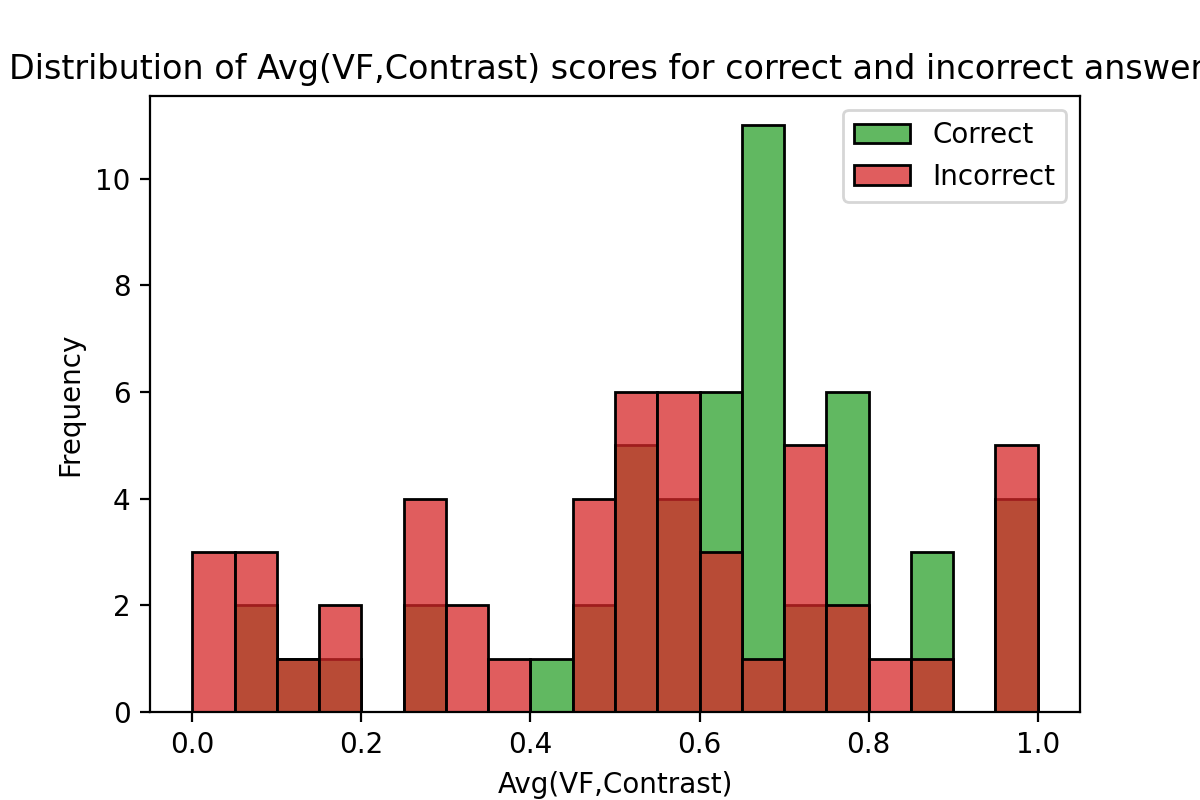 Distribution of Avg(VF,Contrast) scores for correct and incorrect answer
Correct
Incorrect
Frequency
10
8
6
4
2
0
0.0 0.2 0.4 0.6 0.8 1.0
Avg(VF,Contrast)